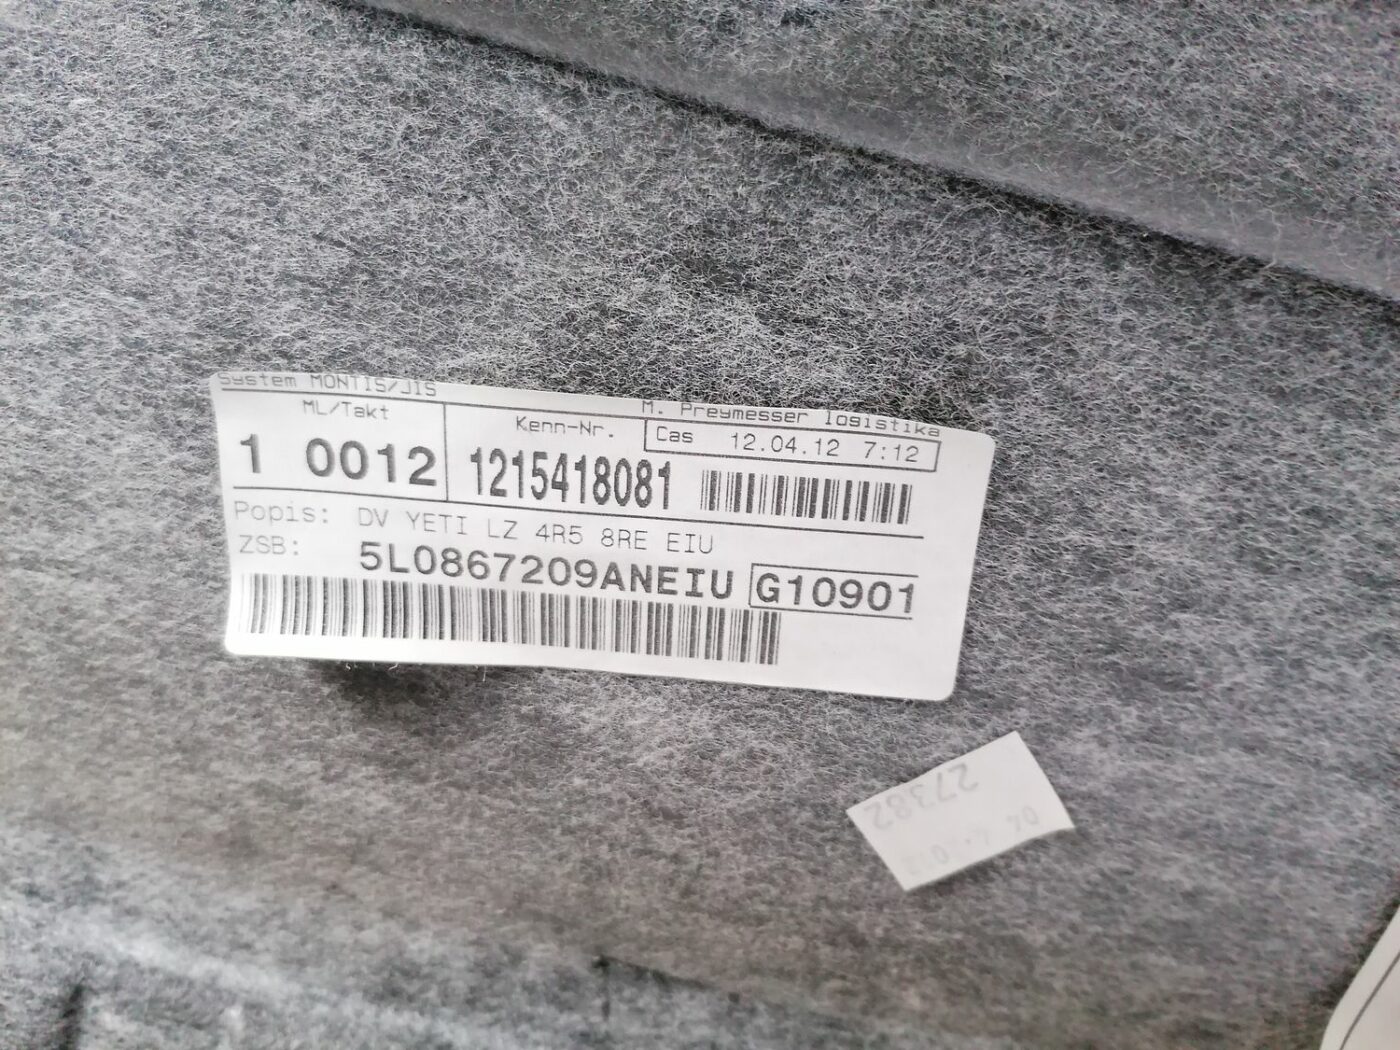 System MONTIS/JIS
M. Preymesser logistika
ML/Takt
Kenn-Nr.
Cas 12.04.12 7:12
1 0012
1215418081
Popis: DV YETI LZ 4R5 8RE EIU
ZSB: 5L0867209ANEIU G10901
27382